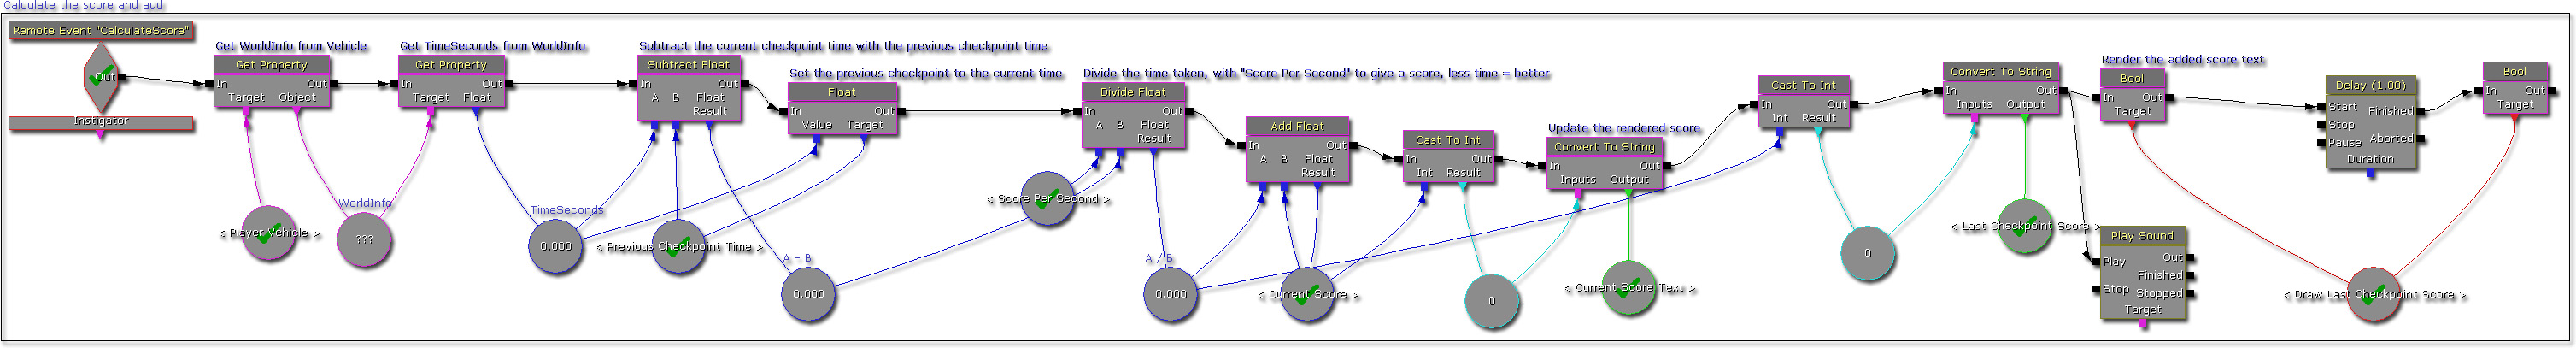 Calculate the score and add
Remote Event "CalculateScore"
Out
Instigator
Get WorldInfo from Vehicle
Get Property
In Out
Target Object
< Player Vehicle >
WorldInfo
???
Get TimeSeconds from WorldInfo
Get Property
In Out
Target Float
TimeSeconds
0.000
Subtract the current checkpoint time with the previous checkpoint time
Subtract Float
In Out
A B Float
Result
< Previous Checkpoint Time >
A - B
0.000
Set the previous checkpoint to the current time
Float
In Out
Value Target
Divide the time taken, with "Score Per Second" to give a score, less time = better
Divide Float
In Out
A B Float
Result
< Score Per Second >
A / B
0.000
Add Float
In Out
A B Float
Result
< Current Score >
Cast To Int
In Out
Int Result
0
Update the rendered score
Convert To String
In Out
Inputs Output
< Current Score Text >
Cast To Int
In Out
Int Result
0
Convert To String
In Out
Inputs Output
< Last Checkpoint Score >
Render the added score text
Bool
In Out
Target
Play Sound
Play Out
Finished
Stop Stopped
Target
Delay (1.00)
Start Finished
Stop
Pause Aborted
Duration
Bool
In Out
Target
< Draw Last Checkpoint Score >